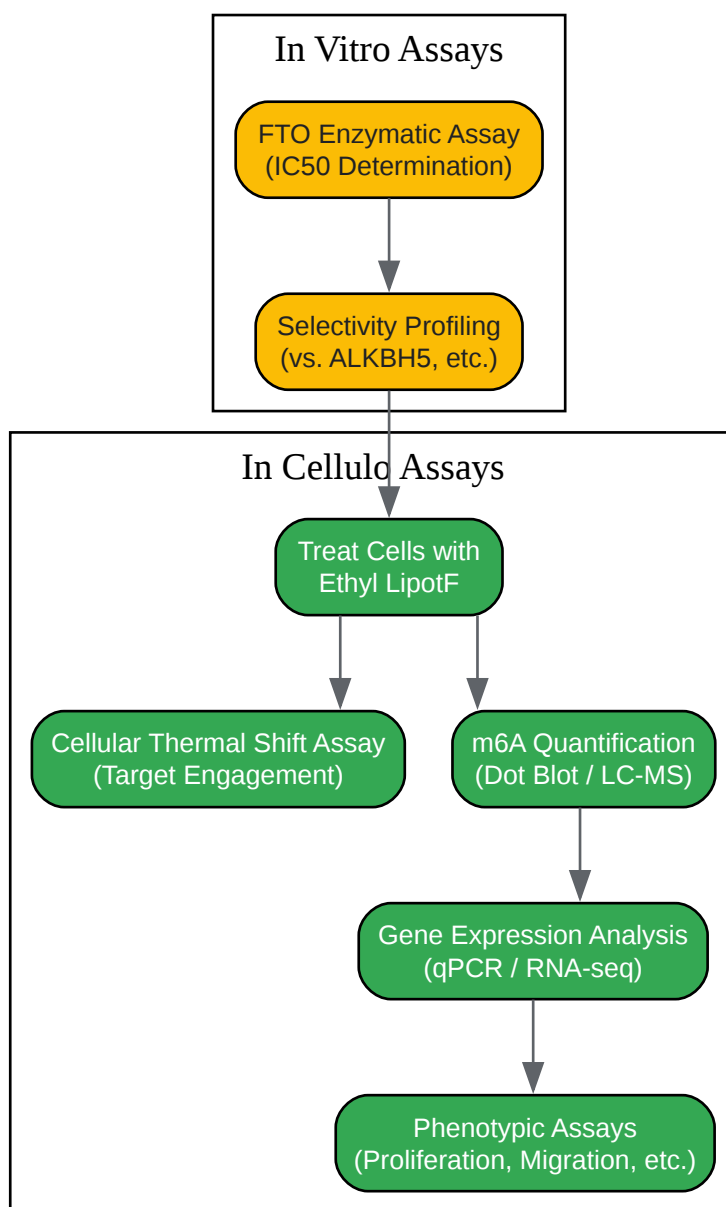 In Vitro Assays
FTO Enzymatic Assay
(IC50 Determination)
Selectivity Profiling
(vs. ALKBH5, etc.)
In Cellulo Assays
Treat Cells with
Ethyl LipotF
Cellular Thermal Shift Assay
(Target Engagement)
m6A Quantification
(Dot Blot / LC-MS)
Gene Expression Analysis
(qPCR / RNA-seq)
Phenotypic Assays
(Proliferation, Migration, etc.)